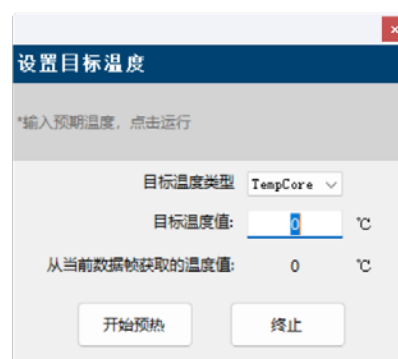 设置目标温度
*输入预期温度，点击运行
目标温度类型 TempCore
目标温度值: 0 ℃
从当前数据帧获取的温度值: 0 ℃
开始预热 终止